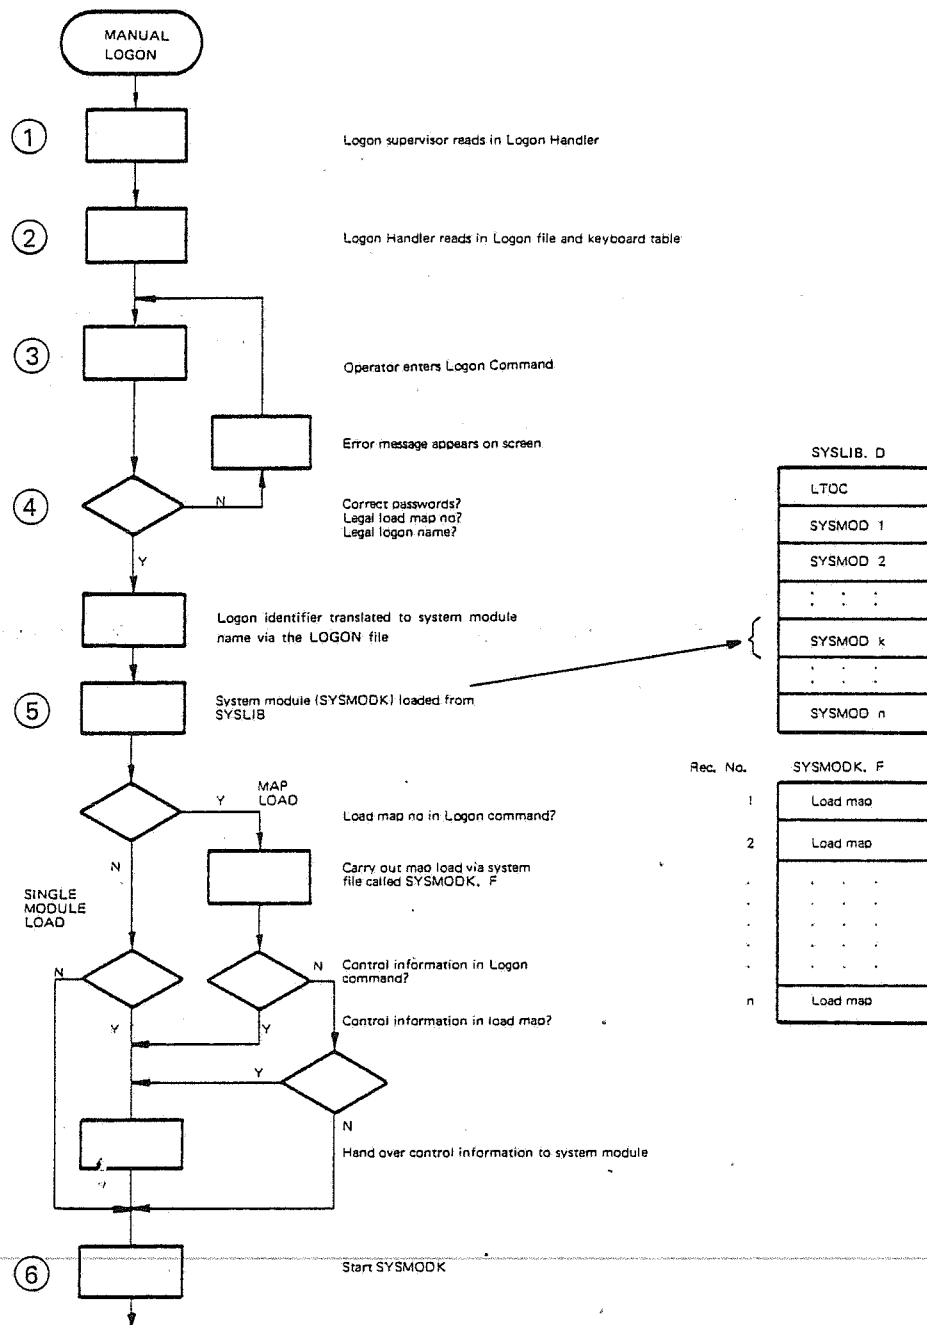 MANUAL
LOGON
1
Logon supervisor reads in Logon Handler
2
Logon Handler reads in Logon file and keyboard table
3
Operator enters Logon Command
Error message appears on screen
4
N
Correct passwords?
Legal load map no?
Legal logon name?
Y
Logon identifier translated to system module
name via the LOGON file
5
System module (SYSMODK) loaded from
SYSLIB
SYSLIB. D
LTOC
SYSMOD 1
SYSMOD 2
: : :
SYSMOD k
: : :
SYSMOD n
Y
MAP
LOAD
Load map no in Logon command?
N
Carry out map load via system
file called SYSMODK. F
SINGLE
MODULE
LOAD
Rec. No.
SYSMODK. F
1
Load map
2
Load map
. . . .
. . . .
. . . .
. . . .
n
Load map
N
N
Control information in Logon
command?
Y
Y
Control information in load map?
Y
N
Hand over control information to system module
6
Start SYSMODK